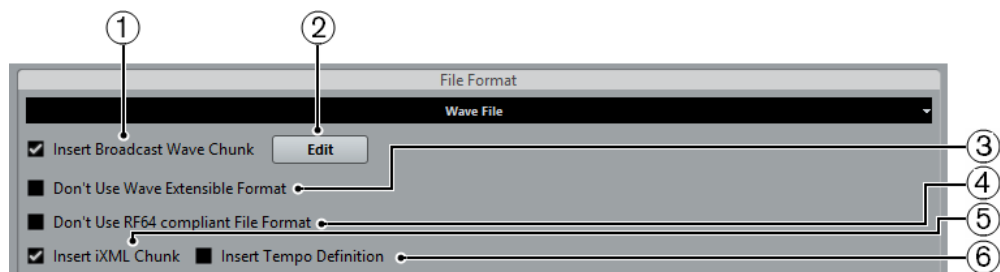 ① ②
File Format
Wave File
Insert Broadcast Wave Chunk Edit
③
Don't Use Wave Extensible Format
④
Don't Use RF64 compliant File Format
⑤
Insert iXML Chunk Insert Tempo Definition
⑥